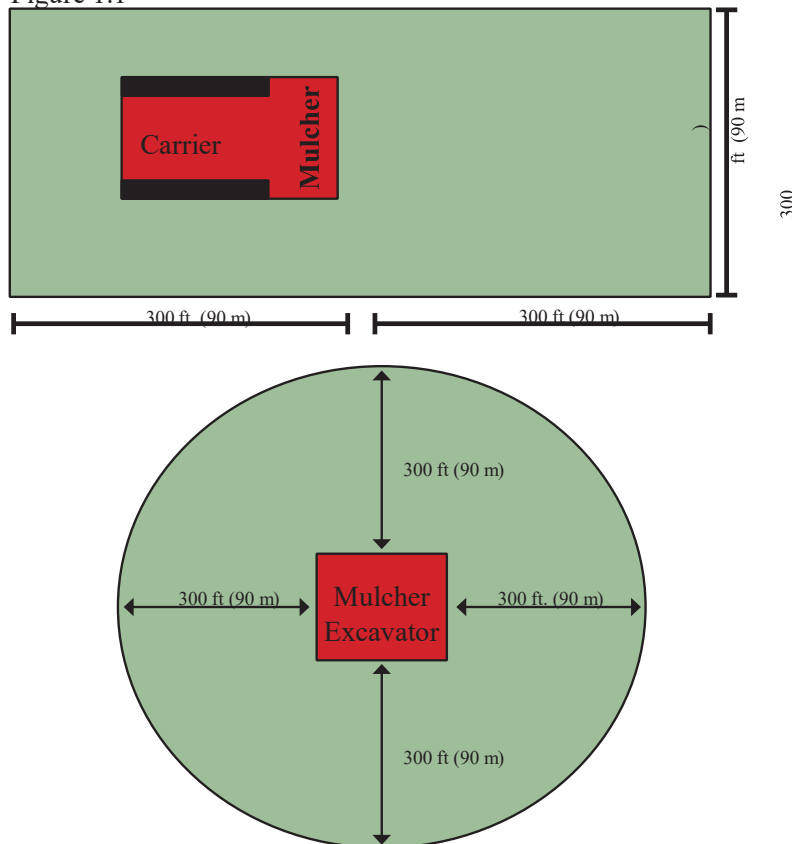 Figure 1.1
Carrier
Mulcher
300
ft (90 m
)
300 ft (90 m)
300 ft (90 m)
300 ft (90 m)
300 ft (90 m)
Mulcher
Excavator
300 ft. (90 m)
300 ft (90 m)